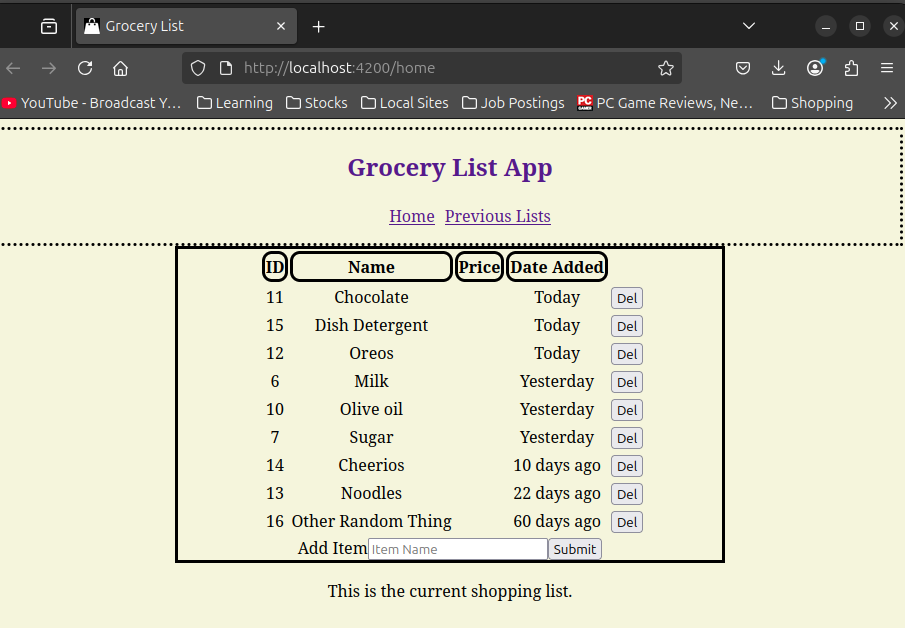 Grocery List
http://localhost:4200/home
YouTube - Broadcast Y... Learning Stocks Local Sites Job Postings PC GAMER PC Game Reviews, Ne... Shopping
Grocery List App
Home Previous Lists
ID Name Price Date Added
11 Chocolate Today Del
15 Dish Detergent Today Del
12 Oreos Today Del
6 Milk Yesterday Del
10 Olive oil Yesterday Del
7 Sugar Yesterday Del
14 Cheerios 10 days ago Del
13 Noodles 22 days ago Del
16 Other Random Thing 60 days ago Del
Add Item Item Name Submit
This is the current shopping list.